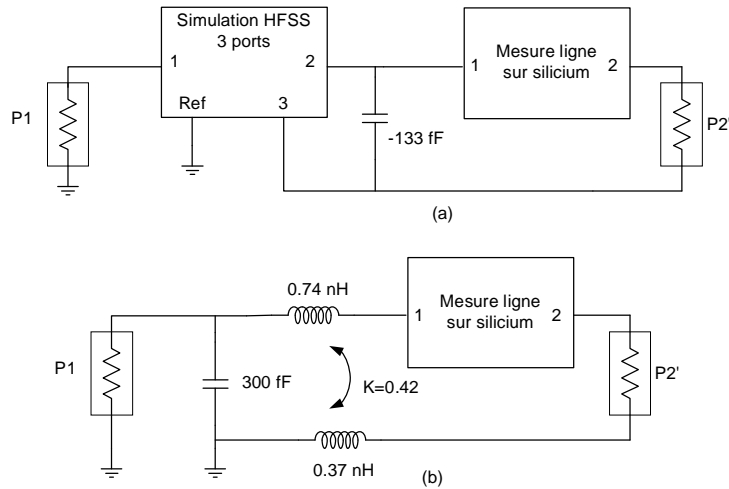 Simulation HFSS
3 ports
1
2
Ref
3
P1
-133 fF
Mesure ligne
sur silicium
1
2
P2'
(a)
0.74 nH
Mesure ligne
sur silicium
1
2
P1
300 fF
K=0.42
P2'
0.37 nH
(b)